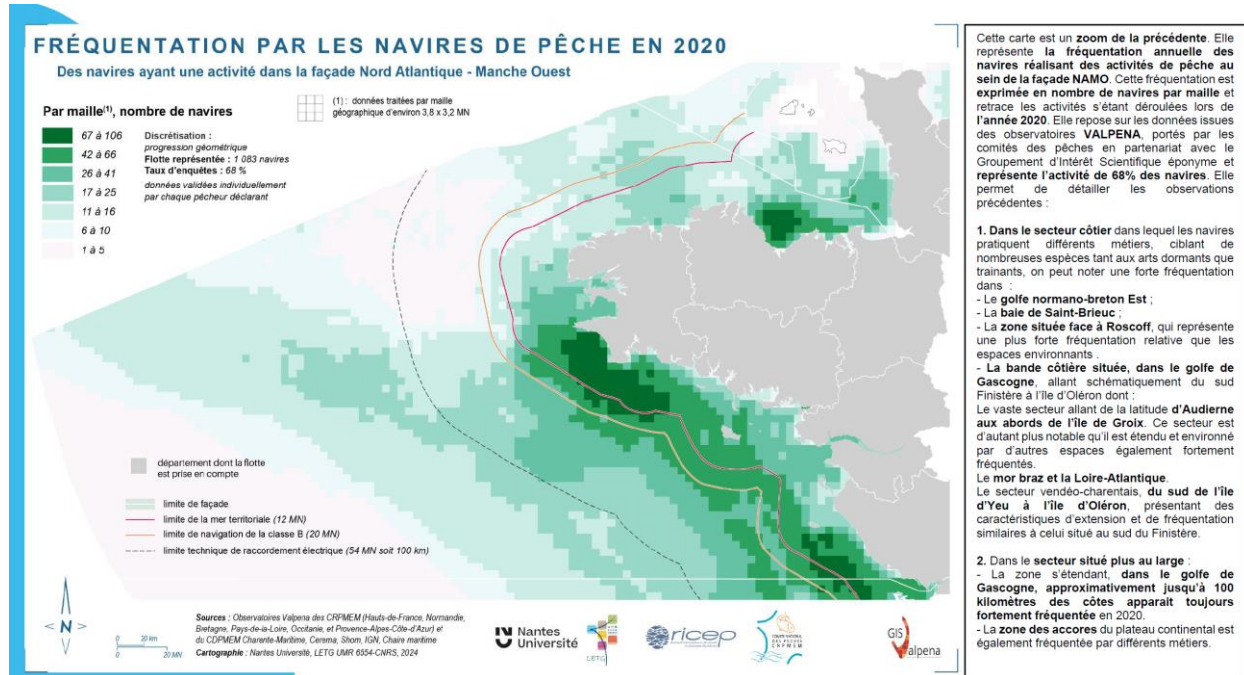 FRÉQUENTATION PAR LES NAVIRES DE PÊCHE EN 2020
Des navires ayant une activité dans la façade Nord Atlantique - Manche Ouest
Par maille(1), nombre de navires
67 à 106
42 à 66
26 à 41
17 à 25
11 à 16
6 à 10
1 à 5
Discrétisation :
progression géométrique
Flotte représentée : 1 083 navires
Taux d'enquêtes : 68 %
données validées individuellement
par chaque pêcheur déclarant
(1) : données traitées par maille
géographique d'environ 3,8 x 3,2 MN
département dont la flotte
est prise en compte
limite de façade
limite de la mer territoriale (12 MN)
limite de navigation de la classe B (20 MN)
limite technique de raccordement électrique (54 MN soit 100 km)
N
0 20 km
20 MN
Sources : Observatoires Valpena des CRPMEM (Hauts-de-France, Normandie,
Bretagne, Pays-de-la-Loire, Occitanie, et Provence-Alpes-Côte-d'Azur) et
du CDPMEM Charente-Maritime, Cerema, Shom, IGN, Chaire maritime
Cartographie : Nantes Université, LETG UMR 6554-CNRS, 2024
Nantes
Université
LETG
ricep
COMITÉ NATIONAL
DES PÊCHES
CRPMEM
GIS
Valpena
Cette carte est un zoom de la précédente. Elle
représente la fréquentation annuelle des
navires réalisant des activités de pêche au
sein de la façade NAMO. Cette fréquentation est
exprimée en nombre de navires par maille et
retrace les activités s'étant déroulées lors de
l'année 2020. Elle repose sur les données issues
des observatoires VALPENA, portés par les
comités des pêches en partenariat avec le
Groupement d'Intérêt Scientifique éponyme et
représente l'activité de 68% des navires. Elle
permet de détailler les observations
précédentes :
1. Dans le secteur côtier dans lequel les navires
pratiquent différents métiers, ciblant de
nombreuses espèces tant aux arts dormants que
trainants, on peut noter une forte fréquentation
dans :
- Le golfe normano-breton Est ;
- La baie de Saint-Brieuc ;
- La zone située face à Roscoff, qui représente
une plus forte fréquentation relative que les
espaces environnants .
- La bande côtière située, dans le golfe de
Gascogne, allant schématiquement du sud
Finistère à l'île d'Oléron dont :
Le vaste secteur allant de la latitude d'Audierne
aux abords de l'île de Groix. Ce secteur est
d'autant plus notable qu'il est étendu et environné
par d'autres espaces également fortement
fréquentés.
Le mor braz et la Loire-Atlantique.
Le secteur vendéo-charentais, du sud de l'île
d'Yeu à l'île d'Oléron, présentant des
caractéristiques d'extension et de fréquentation
similaires à celui situé au sud du Finistère.
2. Dans le secteur situé plus au large :
- La zone s'étendant, dans le golfe de
Gascogne, approximativement jusqu'à 100
kilomètres des côtes apparait toujours
fortement fréquentée en 2020.
- La zone des accores du plateau continental est
également fréquentée par différents métiers.